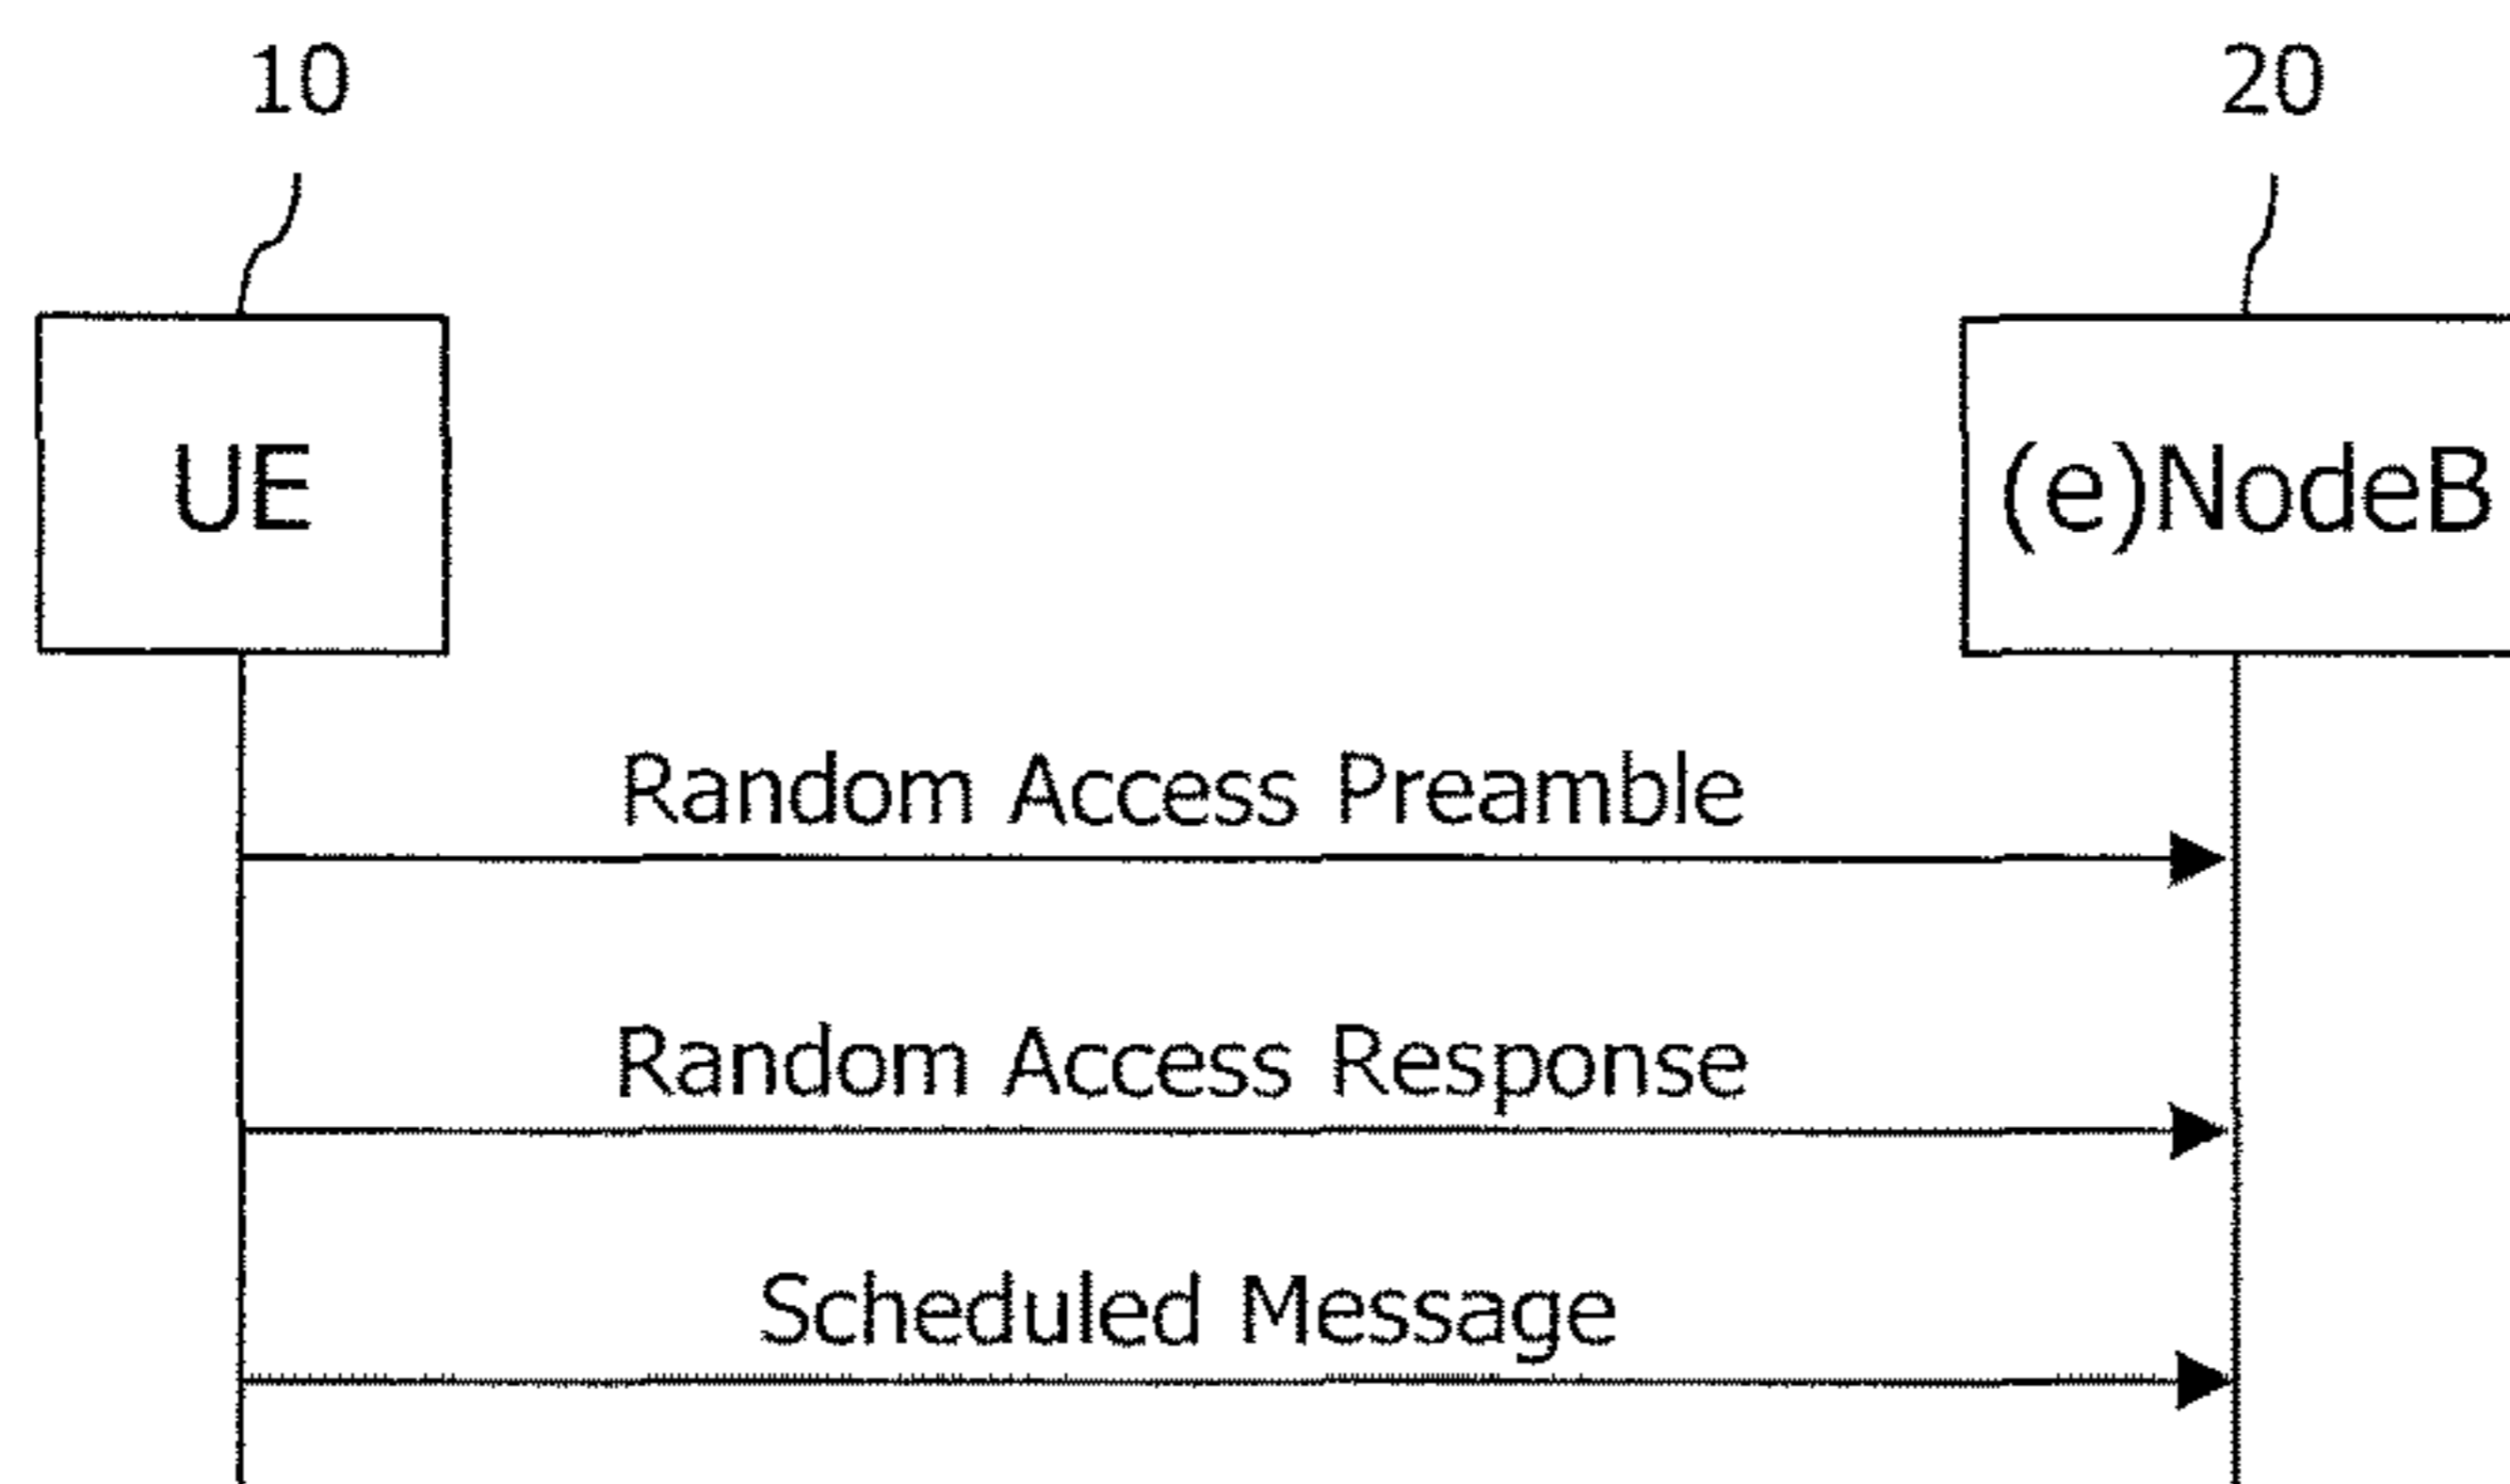 10
20
UE
(e)NodeB
Random Access Preamble
Random Access Response
Scheduled Message